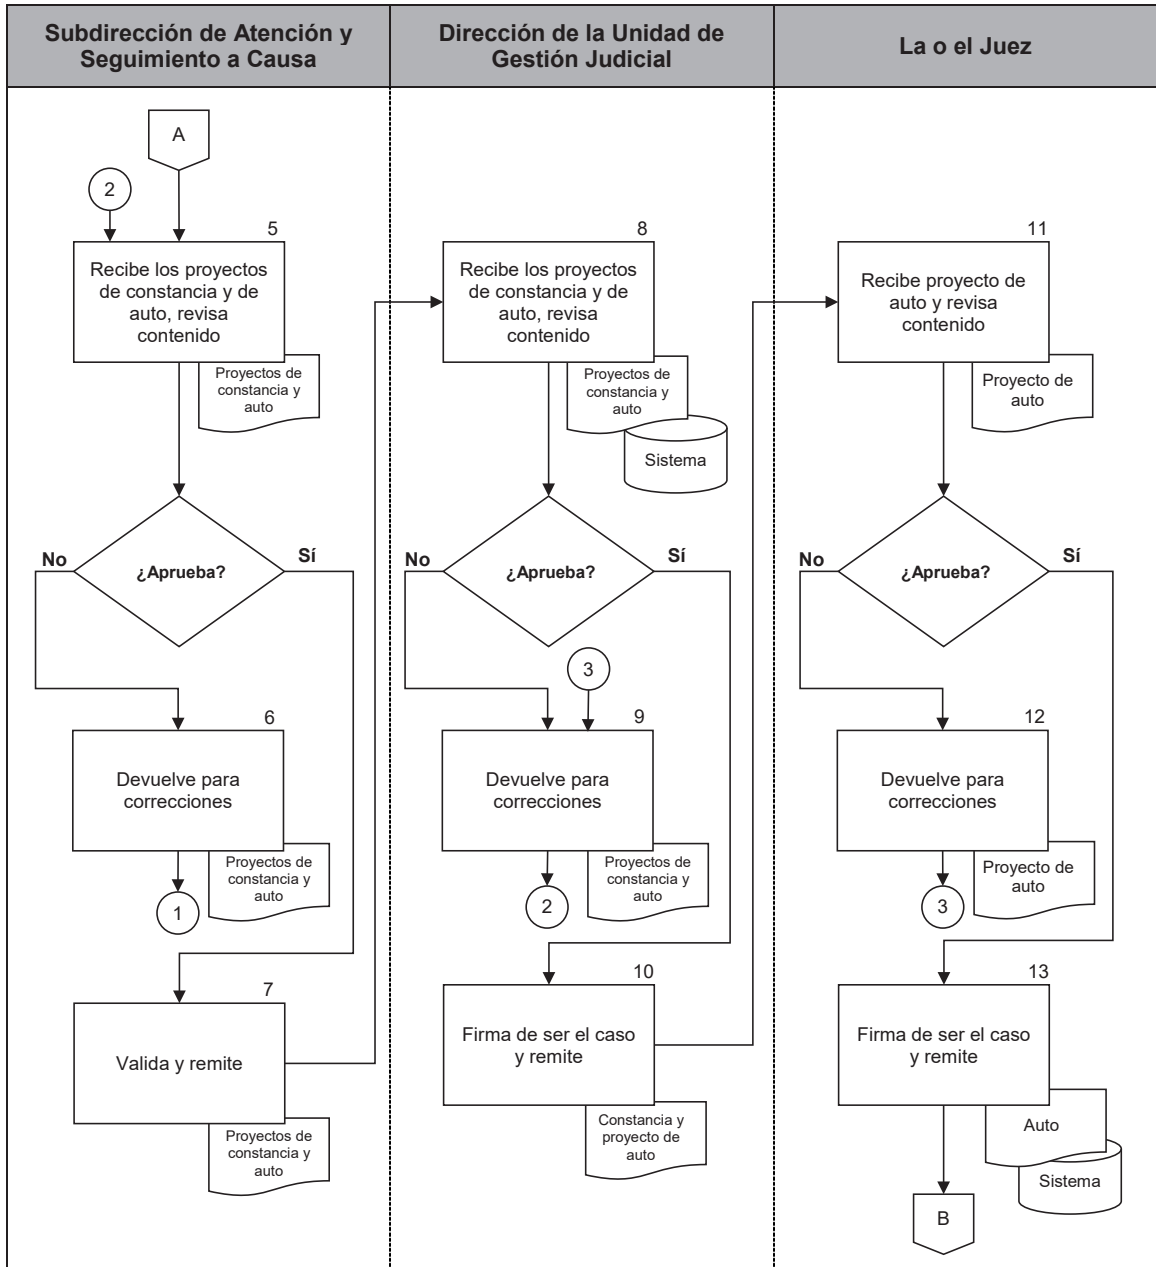 Subdirección de Atención y
Seguimiento a Causa
Dirección de la Unidad de
Gestión Judicial
La o el Juez
A
2
5
Recibe los proyectos
de constancia y de
auto, revisa
contenido
Proyectos de
constancia y
auto
¿Aprueba?
No
Sí
6
Devuelve para
correcciones
Proyectos de
constancia y
auto
1
7
Valida y remite
Proyectos de
constancia y
auto
8
Recibe los proyectos
de constancia y de
auto, revisa
contenido
Proyectos de
constancia y
auto
Sistema
¿Aprueba?
No
Sí
3
9
Devuelve para
correcciones
Proyectos de
constancia y
auto
2
10
Firma de ser el caso
y remite
Constancia y
proyecto de
auto
11
Recibe proyecto de
auto y revisa
contenido
Proyecto de
auto
¿Aprueba?
No
Sí
12
Devuelve para
correcciones
Proyecto de
auto
3
13
Firma de ser el caso
y remite
Auto
Sistema
B